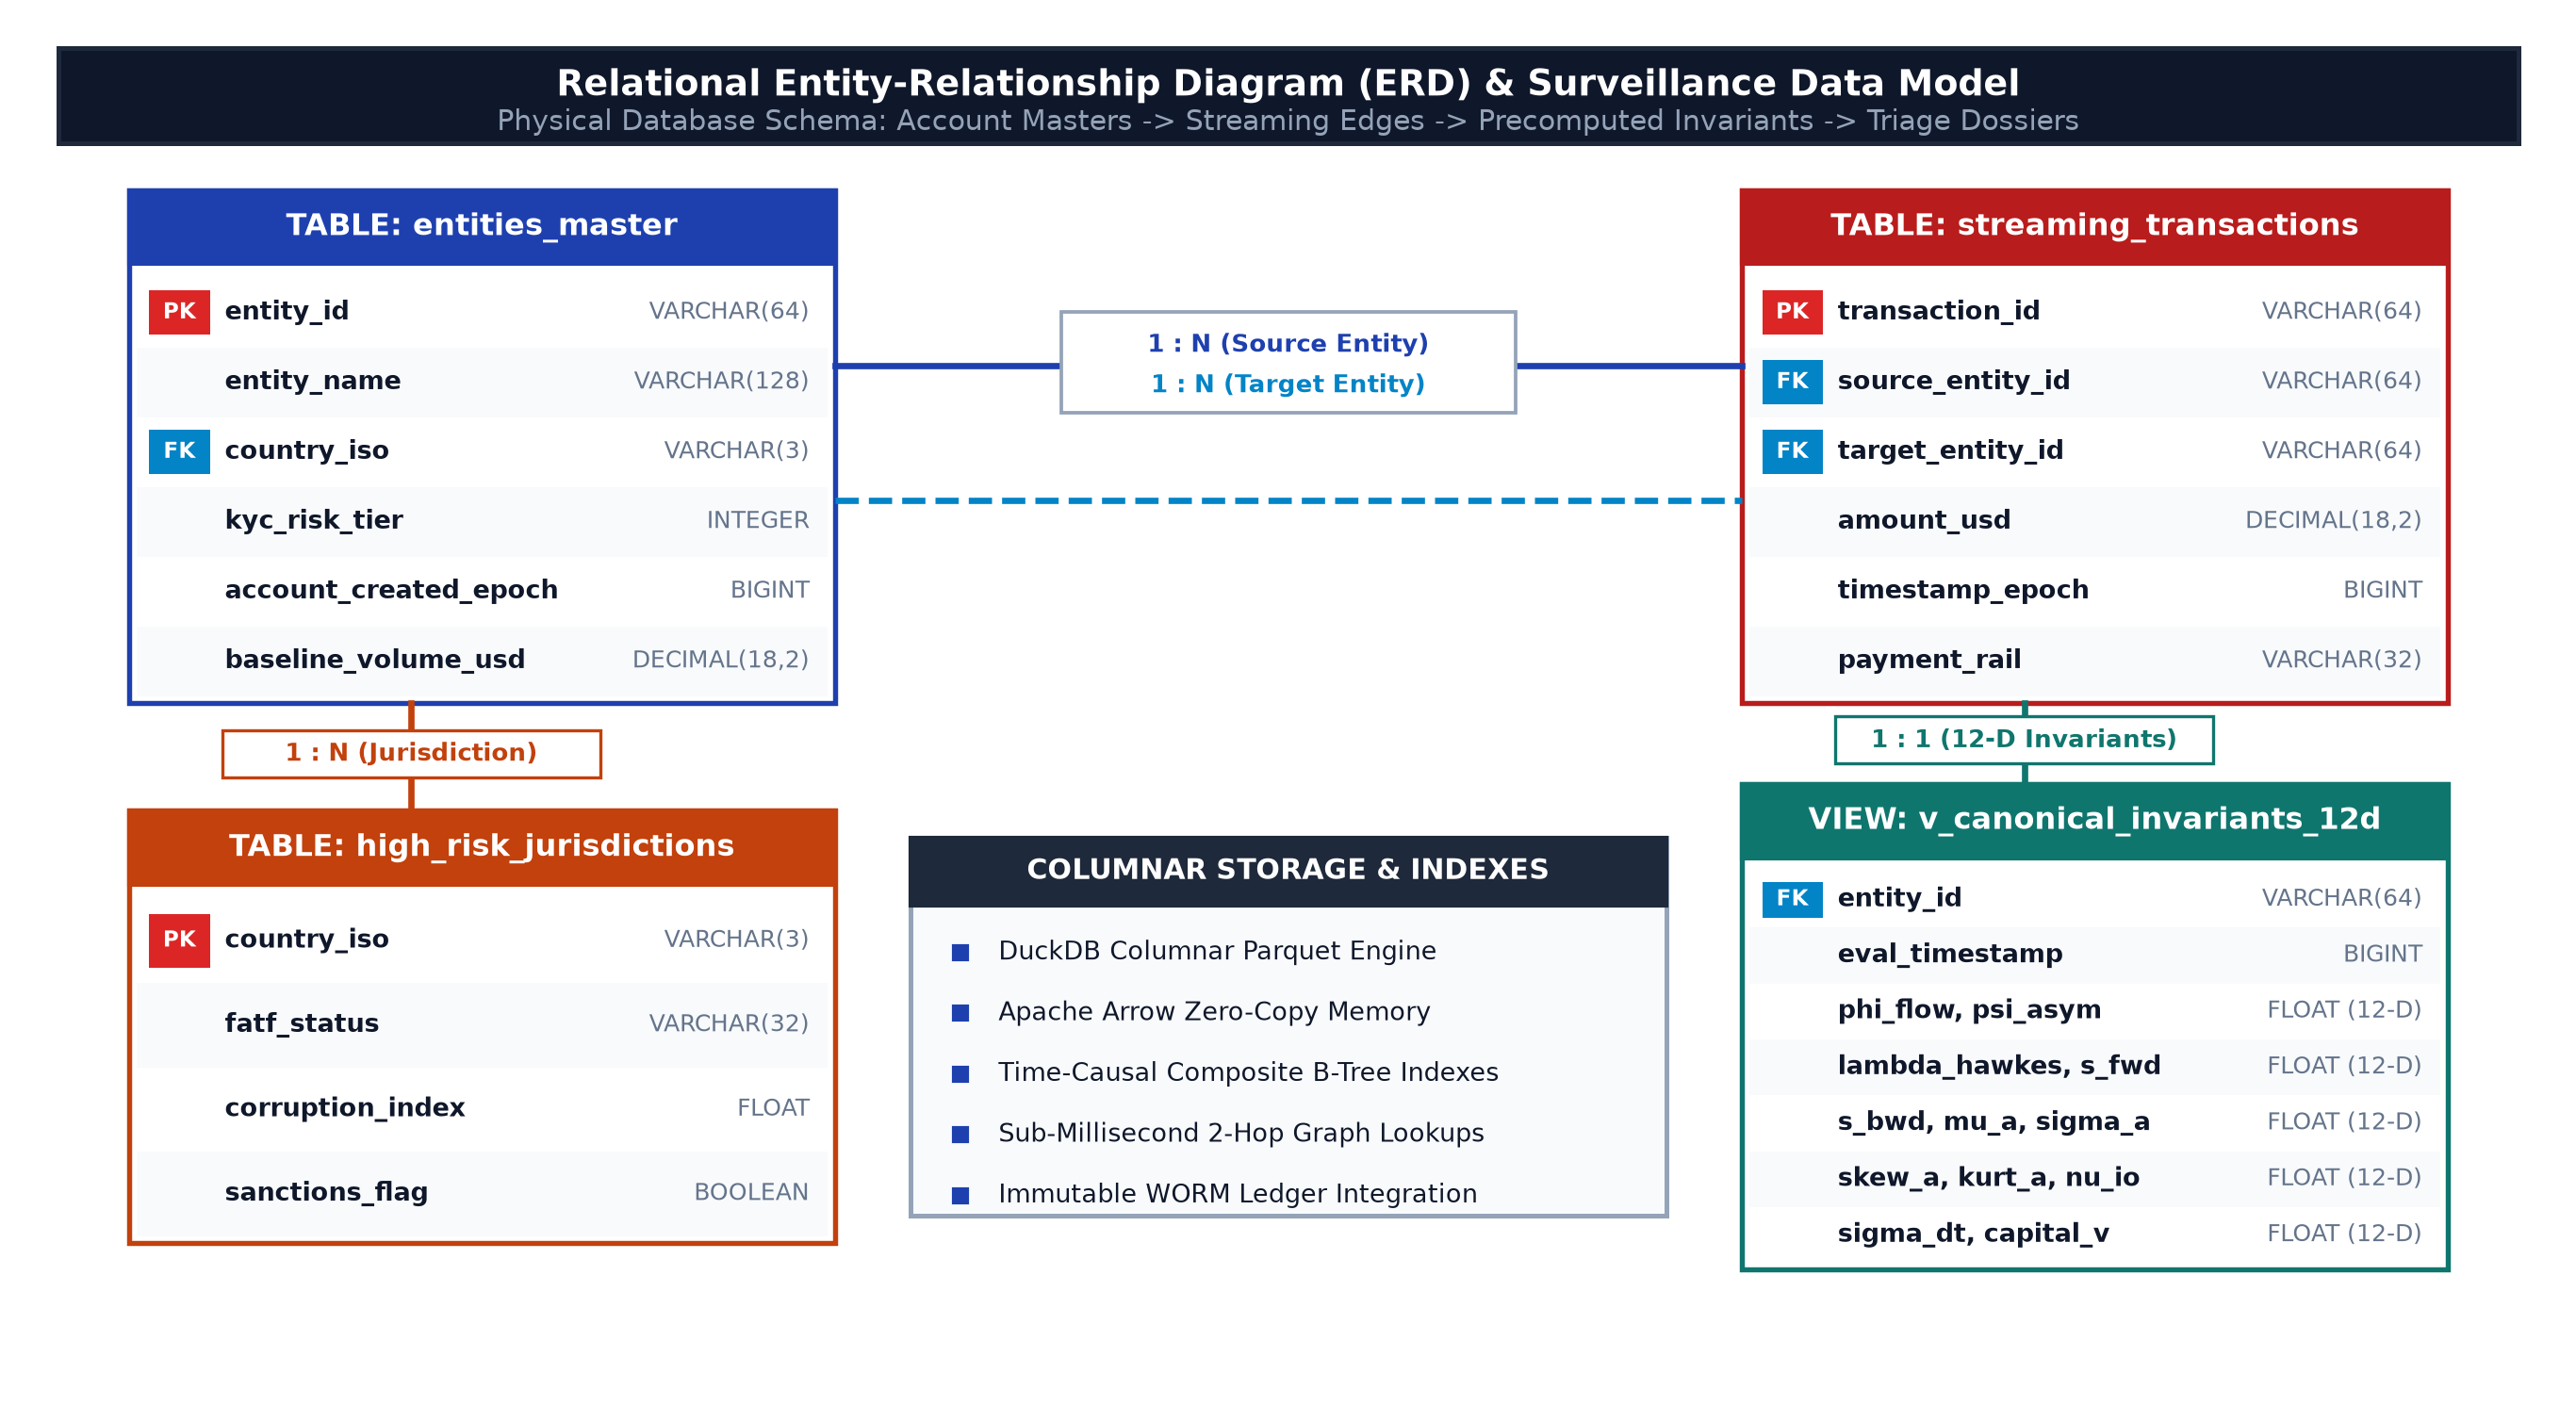 Relational Entity-Relationship Diagram (ERD) & Surveillance Data Model
Physical Database Schema: Account Masters -> Streaming Edges -> Precomputed Invariants -> Triage Dossiers
TABLE: entities_master
PK entity_id VARCHAR(64)
entity_name VARCHAR(128)
FK country_iso VARCHAR(3)
kyc_risk_tier INTEGER
account_created_epoch BIGINT
baseline_volume_usd DECIMAL(18,2)
1 : N (Source Entity)
1 : N (Target Entity)
TABLE: streaming_transactions
PK transaction_id VARCHAR(64)
FK source_entity_id VARCHAR(64)
FK target_entity_id VARCHAR(64)
amount_usd DECIMAL(18,2)
timestamp_epoch BIGINT
payment_rail VARCHAR(32)
1 : N (Jurisdiction)
1 : 1 (12-D Invariants)
TABLE: high_risk_jurisdictions
PK country_iso VARCHAR(3)
fatf_status VARCHAR(32)
corruption_index FLOAT
sanctions_flag BOOLEAN
COLUMNAR STORAGE & INDEXES
DuckDB Columnar Parquet Engine
Apache Arrow Zero-Copy Memory
Time-Causal Composite B-Tree Indexes
Sub-Millisecond 2-Hop Graph Lookups
Immutable WORM Ledger Integration
VIEW: v_canonical_invariants_12d
FK entity_id VARCHAR(64)
eval_timestamp BIGINT
phi_flow, psi_asym FLOAT (12-D)
lambda_hawkes, s_fwd FLOAT (12-D)
s_bwd, mu_a, sigma_a FLOAT (12-D)
skew_a, kurt_a, nu_io FLOAT (12-D)
sigma_dt, capital_v FLOAT (12-D)